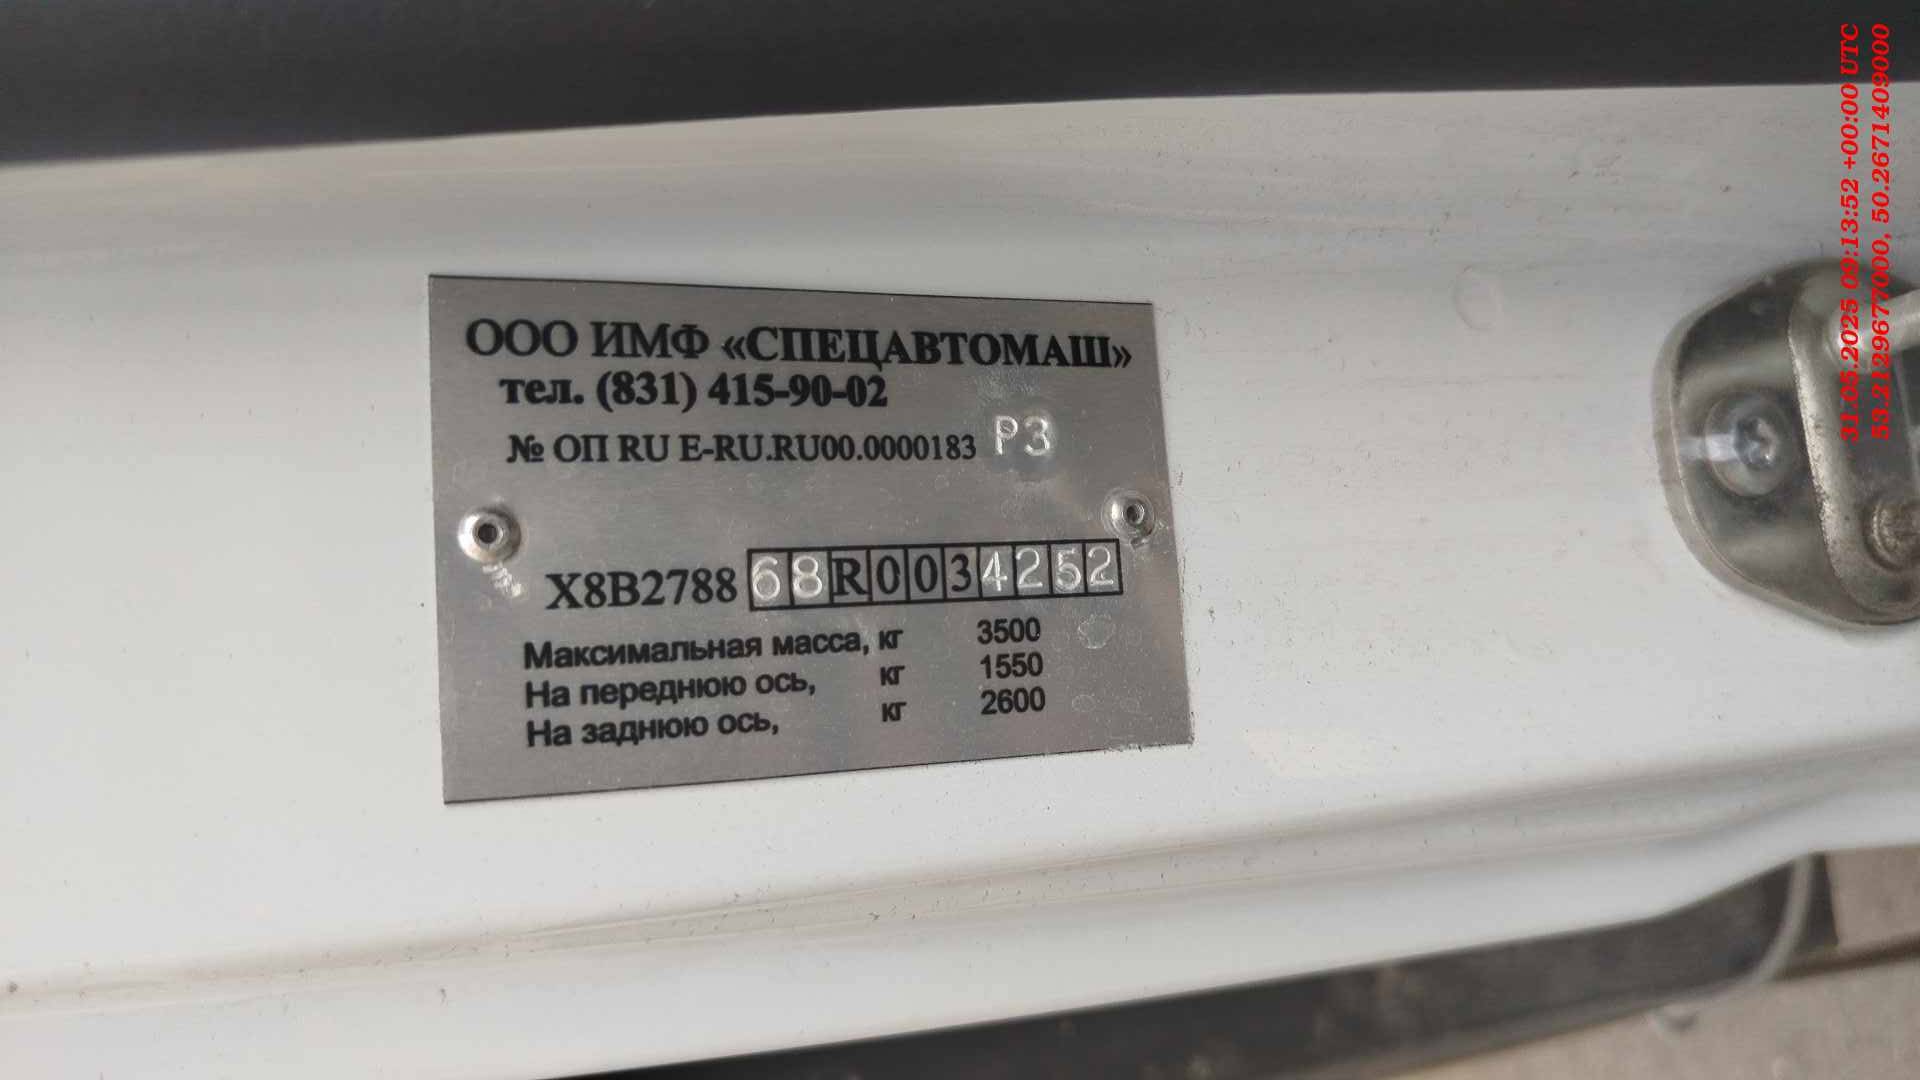 ООО ИМФ «СПЕЦАВТОМАШ»
тел. (831) 415-90-02
№ ОП RU E-RU.RU00.0000183 Р3
X8B2788 68R0034252
Максимальная масса, кг 3500
На переднюю ось, кг 1550
На заднюю ось, кг 2600
31.05.2025 09:13:52 +00:00 UTC
53.2129677000, 50.2671409000